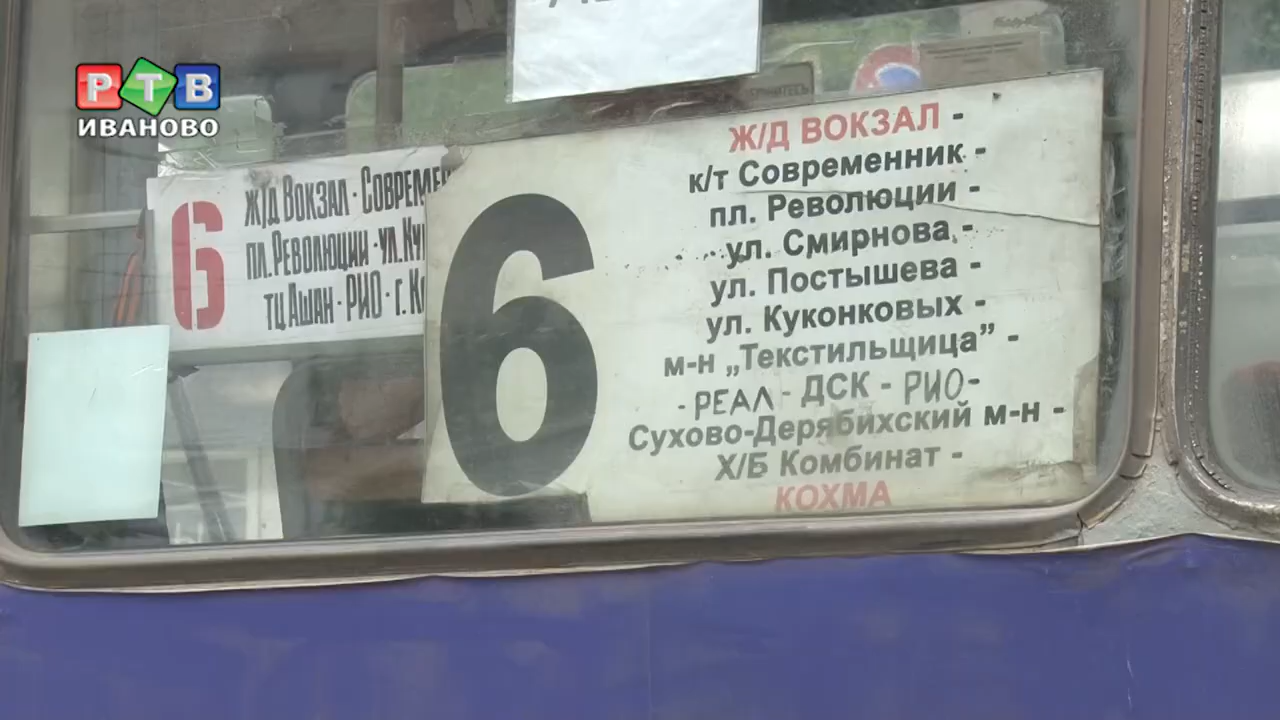 РТВ
ИВАНОВО
6
Ж/Д ВОКЗАЛ ·
ПЛ.РЕВОЛЮЦИИ ·УЛ.
ТЦ АШАН · РИО · Г.
6
Ж/Д ВОКЗАЛ -
к/т Современник -
пл. Революции -
ул. Смирнова -
ул. Постышева -
ул. Куконковых -
м-н „Текстильщица” -
- РЕАЛ - ДСК - РИО-
Сухово-Дерябихский м-н -
Х/Б Комбинат -
КОХМА